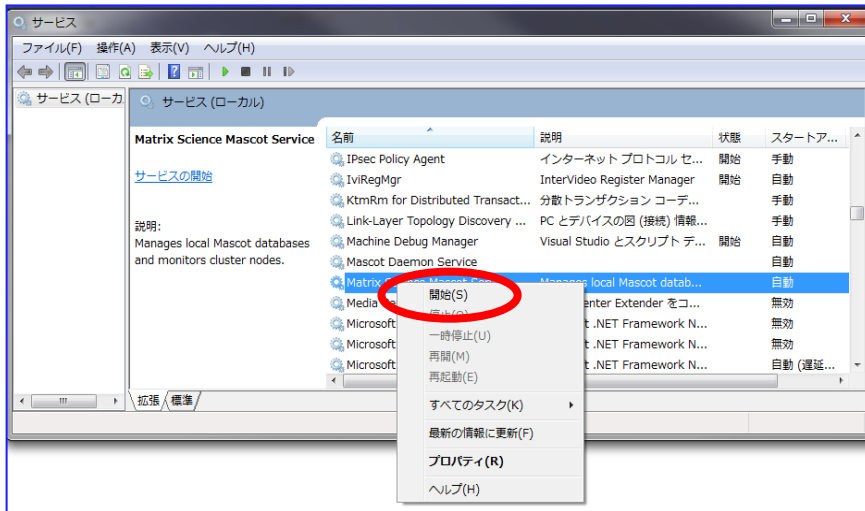 サービス
ファイル(F) 操作(A) 表示(V) ヘルプ(H)
サービス (ローカ
サービス (ローカル)
Matrix Science Mascot Service
サービスの開始
説明:
Manages local Mascot databases
and monitors cluster nodes.
名前 説明 状態 スタートア...
IPsec Policy Agent インターネット プロトコル セ... 開始 手動
IviRegMgr InterVideo Register Manager 開始 自動
KtmRm for Distributed Transact... 分散トランザクション コーデ... 手動
Link-Layer Topology Discovery ... PC とデバイスの図 (接続) 情報... 手動
Machine Debug Manager Visual Studio とスクリプト デ... 開始 自動
Mascot Daemon Service 自動
Matrix Science Mascot Service Manages local Mascot datab... 自動
Media enter Extender をコ... 無効
Microsoft t .NET Framework N... 無効
Microsoft t .NET Framework N... 無効
Microsoft t .NET Framework N... 自動 (遅延...
開始(S)
停止(O)
一時停止(U)
再開(M)
再起動(E)
すべてのタスク(K)
最新の情報に更新(F)
プロパティ(R)
ヘルプ(H)
拡張 標準